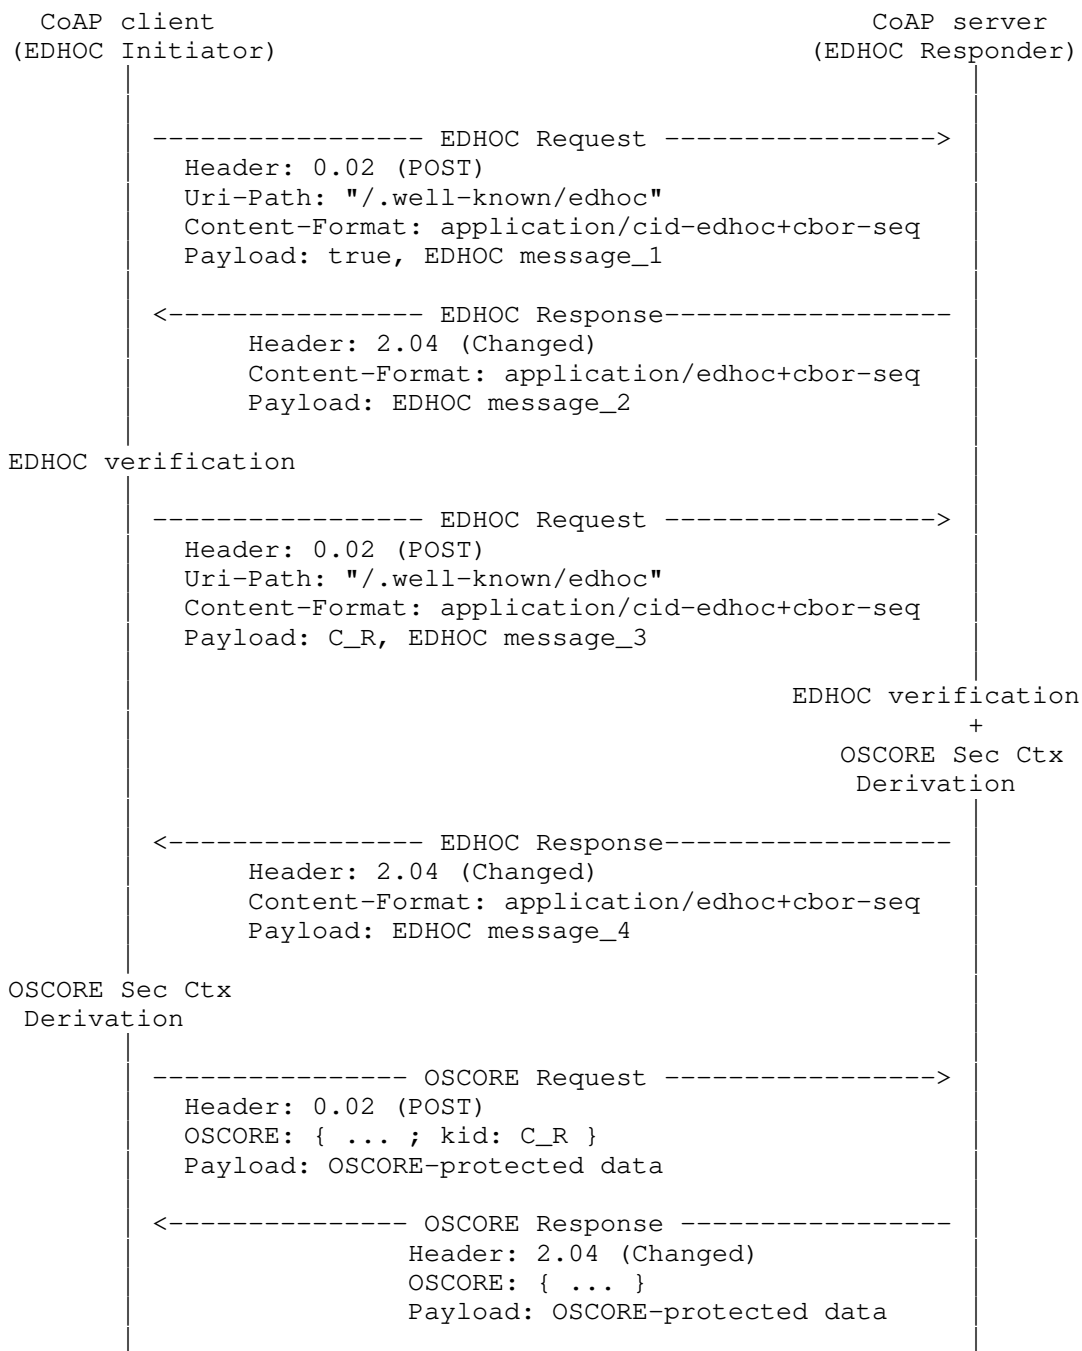 CoAP client CoAP server
(EDHOC Initiator) (EDHOC Responder)
----------------- EDHOC Request ----------------->
Header: 0.02 (POST)
Uri-Path: "/.well-known/edhoc"
Content-Format: application/cid-edhoc+cbor-seq
Payload: true, EDHOC message_1
<---------------- EDHOC Response------------------
Header: 2.04 (Changed)
Content-Format: application/edhoc+cbor-seq
Payload: EDHOC message_2
EDHOC verification
----------------- EDHOC Request ----------------->
Header: 0.02 (POST)
Uri-Path: "/.well-known/edhoc"
Content-Format: application/cid-edhoc+cbor-seq
Payload: C_R, EDHOC message_3
EDHOC verification
+
OSCORE Sec Ctx
Derivation
<---------------- EDHOC Response------------------
Header: 2.04 (Changed)
Content-Format: application/edhoc+cbor-seq
Payload: EDHOC message_4
OSCORE Sec Ctx
Derivation
---------------- OSCORE Request ----------------->
Header: 0.02 (POST)
OSCORE: { ... ; kid: C_R }
Payload: OSCORE-protected data
<--------------- OSCORE Response -----------------
Header: 2.04 (Changed)
OSCORE: { ... }
Payload: OSCORE-protected data